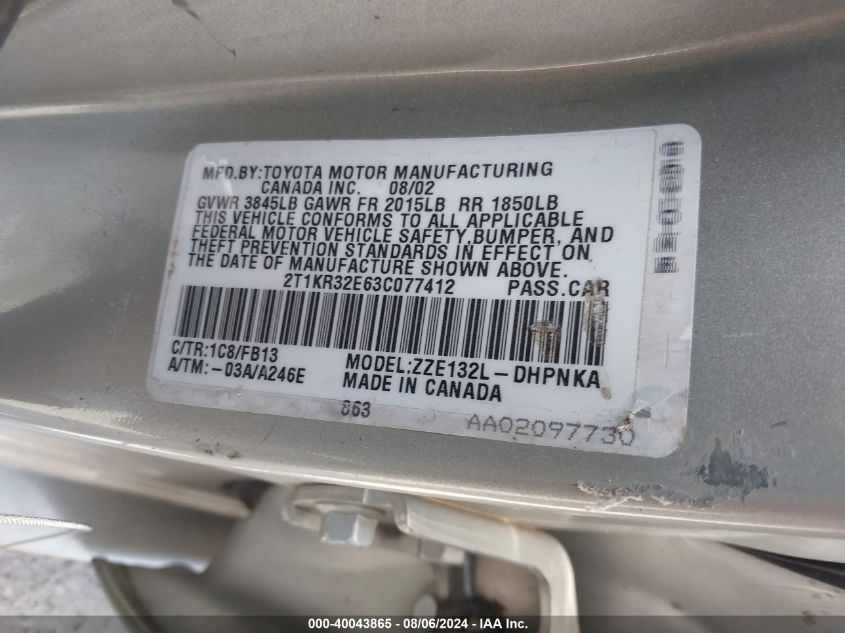 MFD.BY:TOYOTA MOTOR MANUFACTURING
CANADA INC. 08/02
GVWR 3845LB GAWR FR 2015LB RR 1850LB
THIS VEHICLE CONFORMS TO ALL APPLICABLE
FEDERAL MOTOR VEHICLE SAFETY,BUMPER, AND
THEFT PREVENTION STANDARDS IN EFFECT ON
THE DATE OF MANUFACTURE SHOWN ABOVE.
2T1KR32E63C077412 PASS.CAR
C/TR:1C8/FB13 MODEL:ZZE132L-DHPNKA
A/TM:-03A/A246E MADE IN CANADA
863 AA02097730
000-40043865 - 08/06/2024 - IAA Inc.